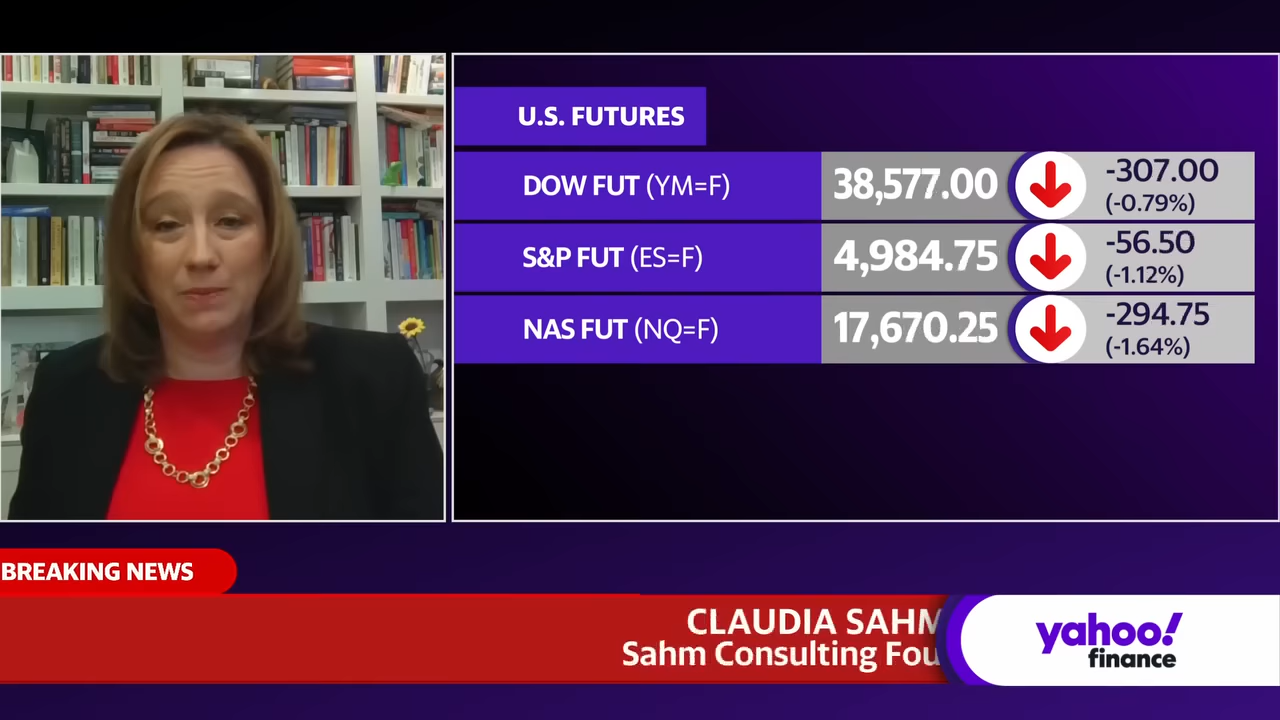 U.S. FUTURES
DOW FUT (YM=F) 38,577.00 -307.00
(-0.79%)
S&P FUT (ES=F) 4,984.75 -56.50
(-1.12%)
NAS FUT (NQ=F) 17,670.25 -294.75
(-1.64%)
BREAKING NEWS
CLAUDIA SAHM
Sahm Consulting Fou
yahoo!
finance